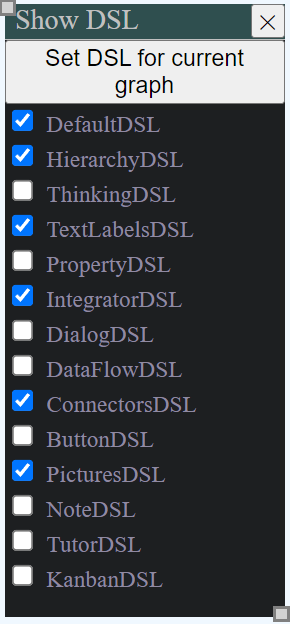 Show DSL
Set DSL for current
graph
DefaultDSL
HierarchyDSL
ThinkingDSL
TextLabelsDSL
PropertyDSL
IntegratorDSL
DialogDSL
DataFlowDSL
ConnectorsDSL
ButtonDSL
PicturesDSL
NoteDSL
TutorDSL
KanbanDSL